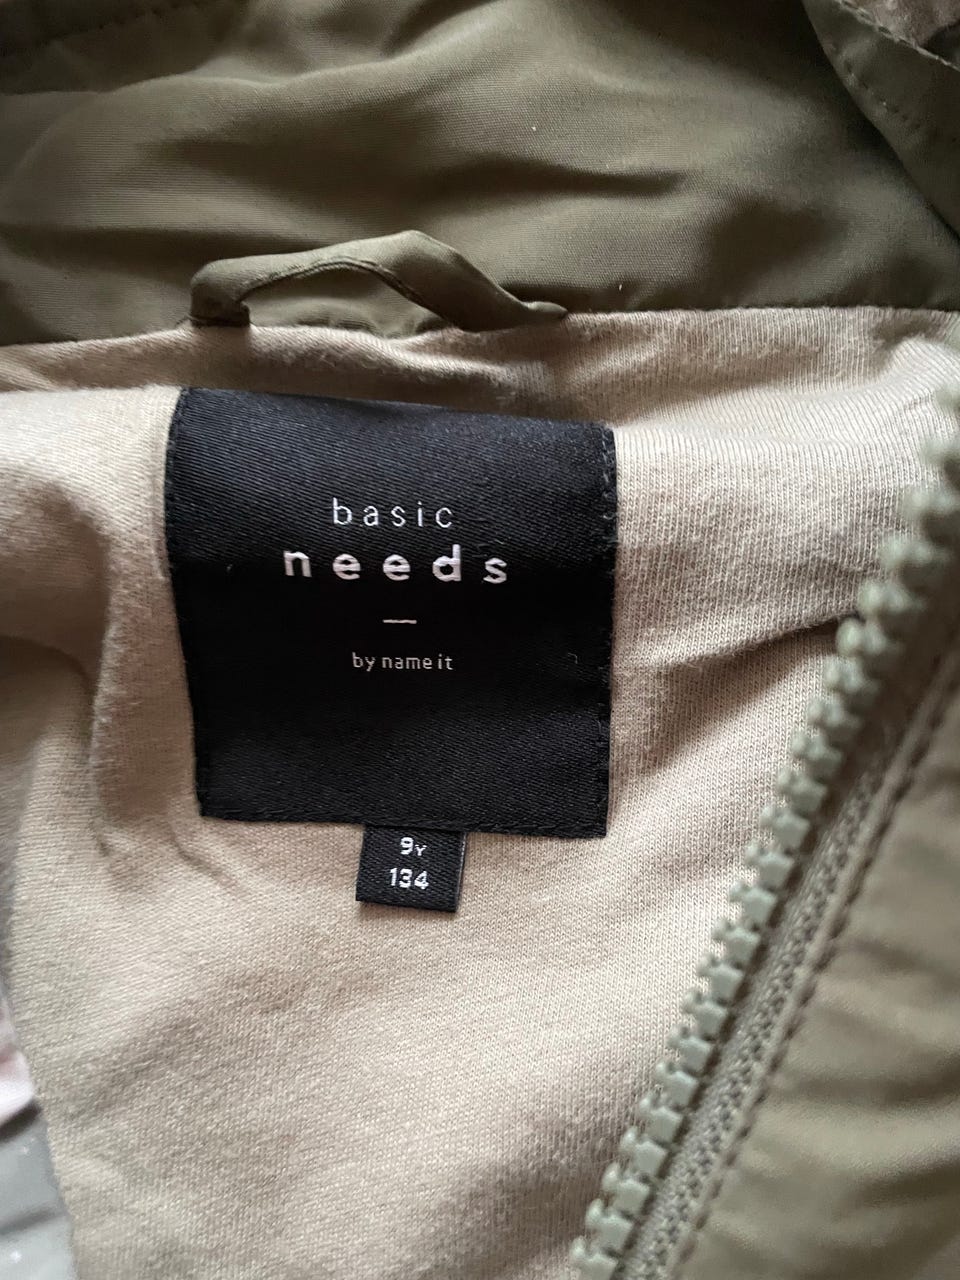 basic
needs
by name it
9Y
134